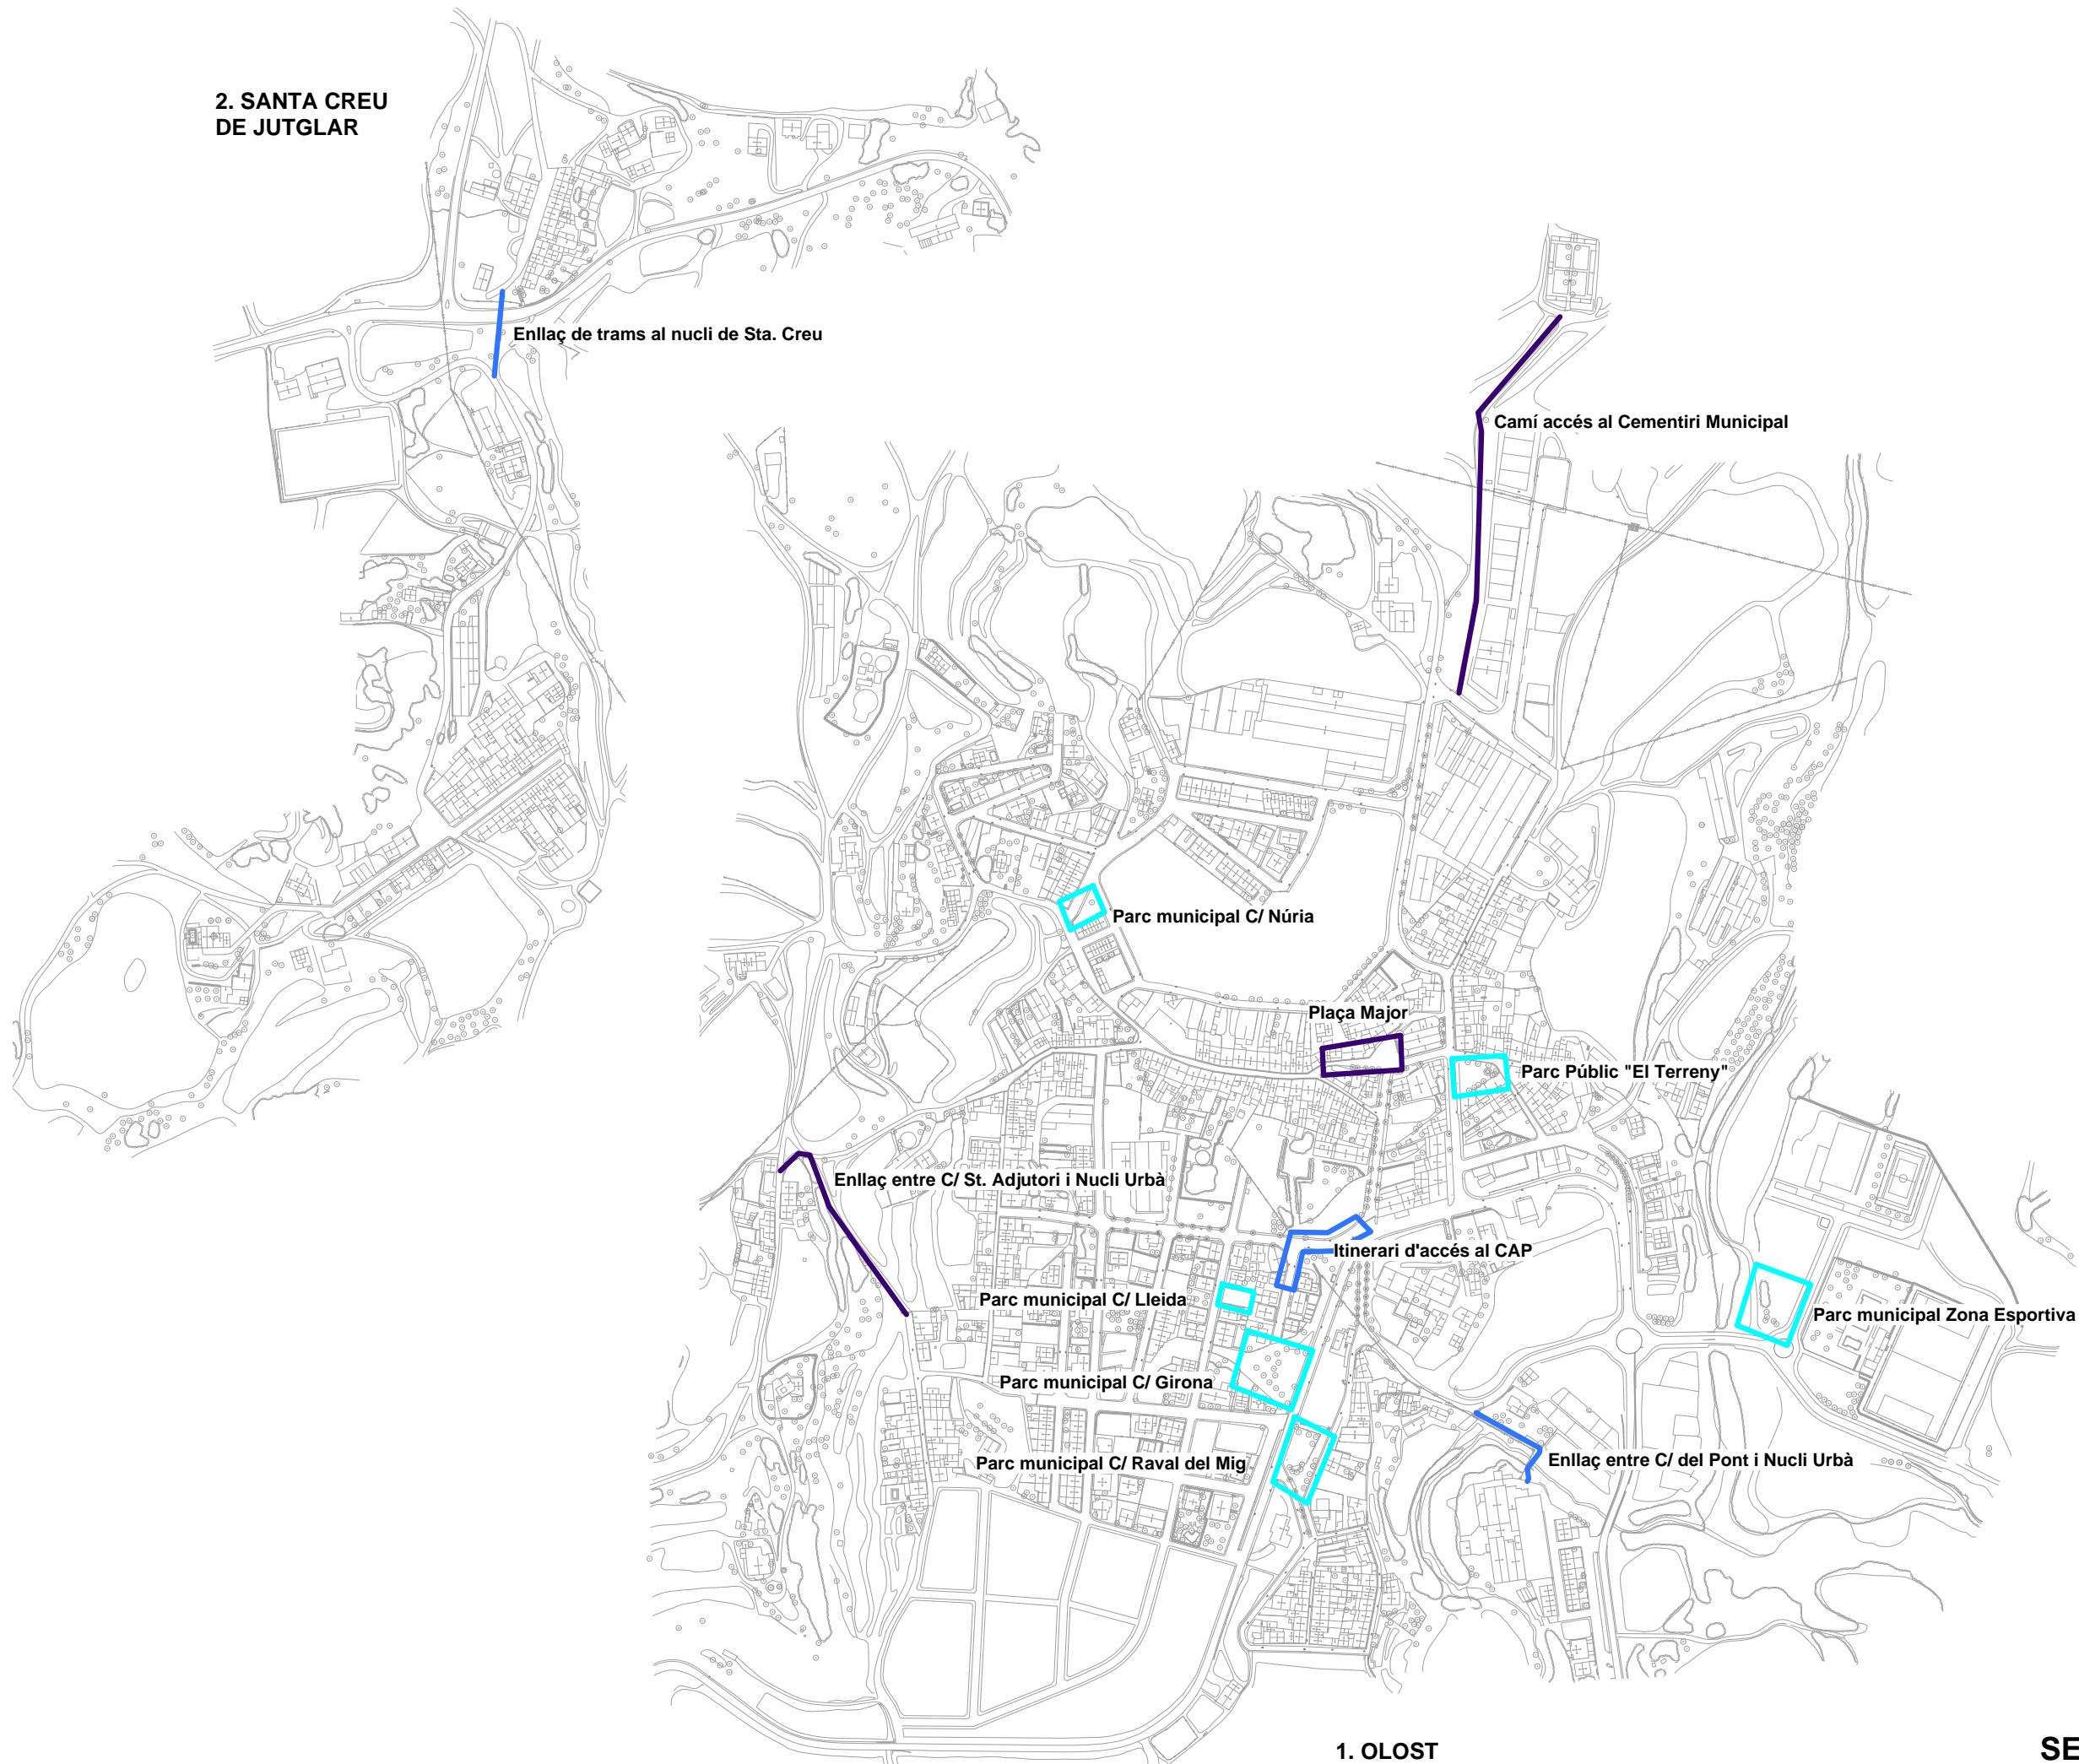 2. SANTA CREU
DE JUTGLAR
Enllaç de trams al nucli de Sta. Creu
Camí accés al Cementiri Municipal
Parc municipal C/ Núria
Plaça Major
Parc Públic "El Terreny"
Enllaç entre C/ St. Adjutori i Nucli Urbà
Itinerari d'accés al CAP
Parc municipal C/ Lleida
Parc municipal Zona Esportiva
Parc municipal C/ Girona
Enllaç entre C/ del Pont i Nucli Urbà
Parc municipal C/ Raval del Mig
1. OLOST
SE